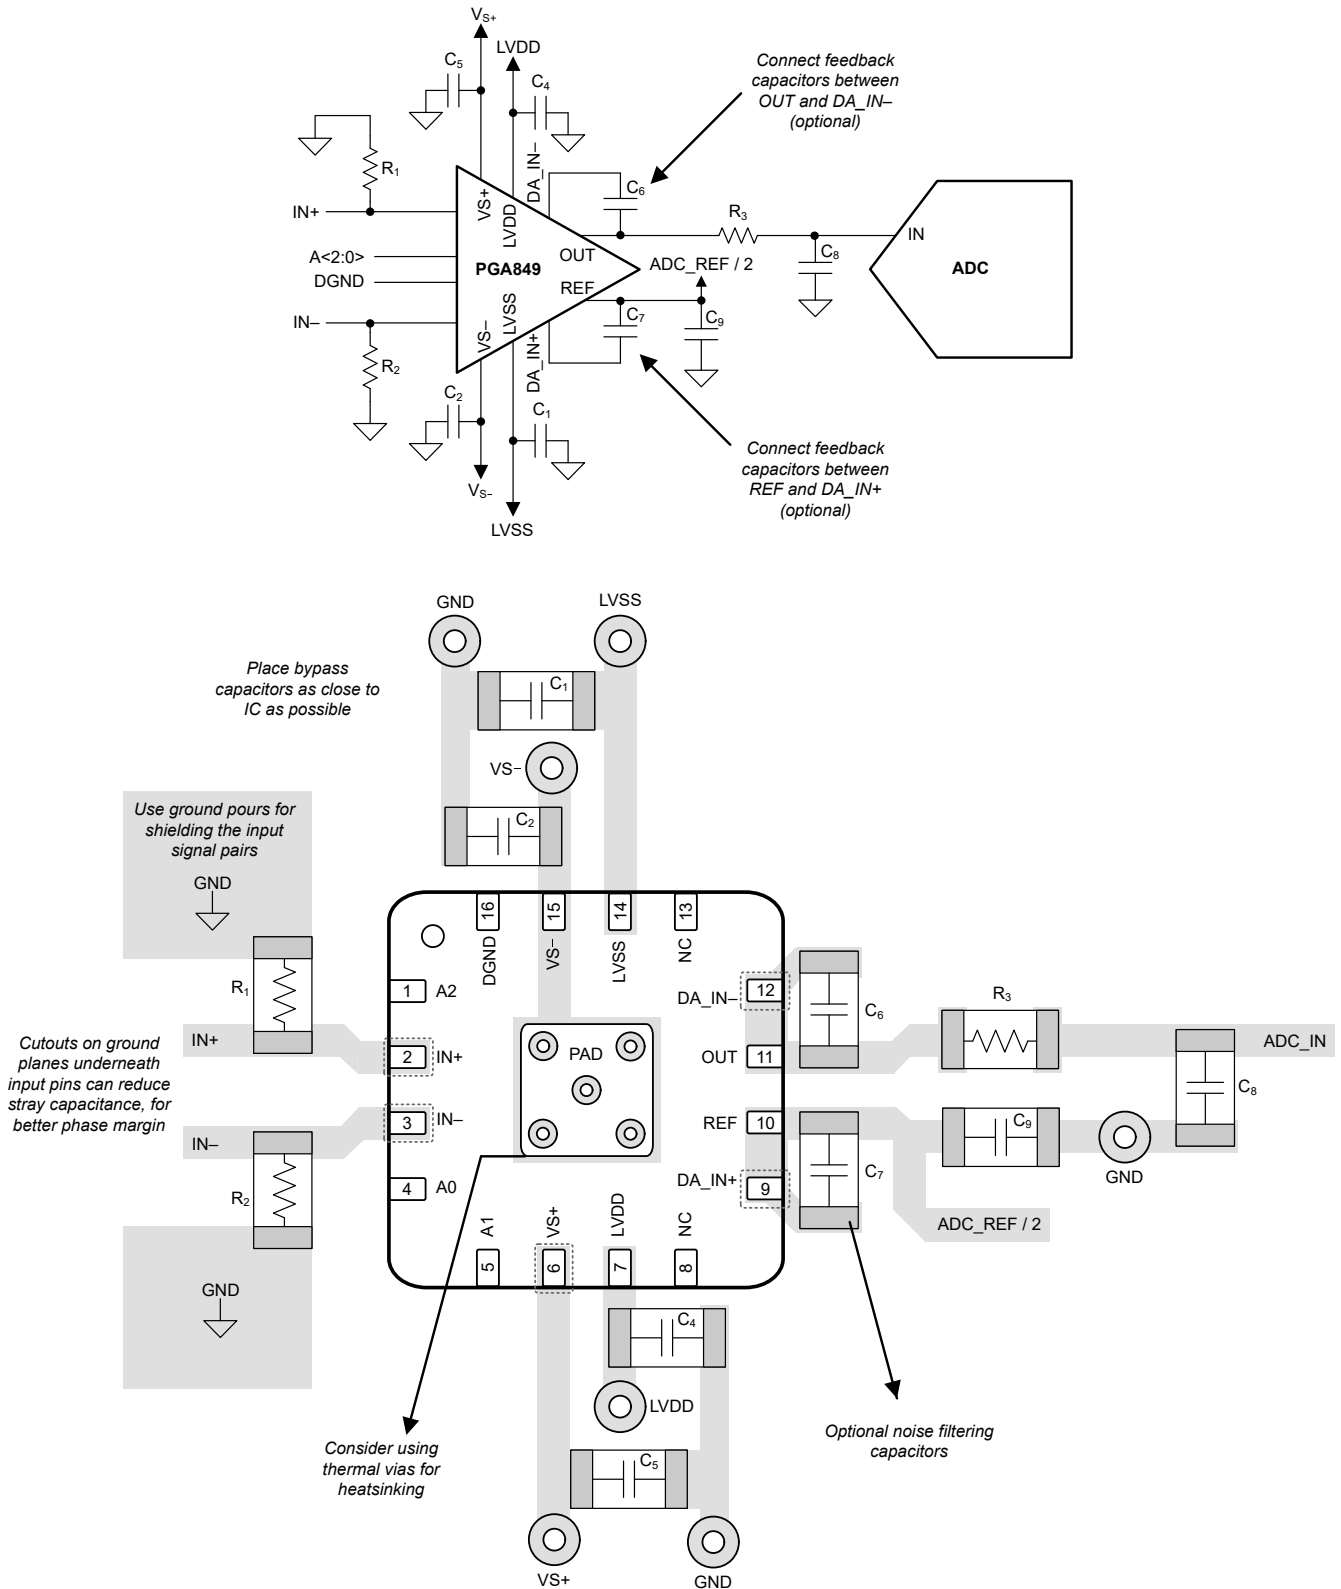 VS+
LVDD
C5
C4
Connect feedback
capacitors between
OUT and DA_IN–
(optional)
R1
DA_IN–
C6
IN+
VS+
LVDD
R3
IN
A<2:0>
OUT
ADC_REF / 2
C8
PGA849
ADC
DGND
REF
IN–
VS–
LVSS
C7
C9
DA_IN+
R2
C2
C1
Connect feedback
capacitors between
REF and DA_IN+
(optional)
VS–
LVSS
GND
LVSS
Place bypass
capacitors as close to
IC as possible
C1
VS–
Use ground pours for
shielding the input
signal pairs
C2
GND
16
15
14
13
DGND
VS–
LVSS
NC
R1
1
A2
DA_IN–
12
C6
R3
IN+
Cutouts on ground
planes underneath
input pins can reduce
stray capacitance, for
better phase margin
2
IN+
PAD
OUT
11
ADC_IN
C8
3
IN–
REF
10
C9
IN–
GND
R2
4
A0
DA_IN+
9
C7
A1
VS+
LVDD
NC
ADC_REF / 2
5
6
7
8
GND
C4
LVDD
Optional noise filtering
capacitors
Consider using
thermal vias for
heatsinking
C5
VS+
GND